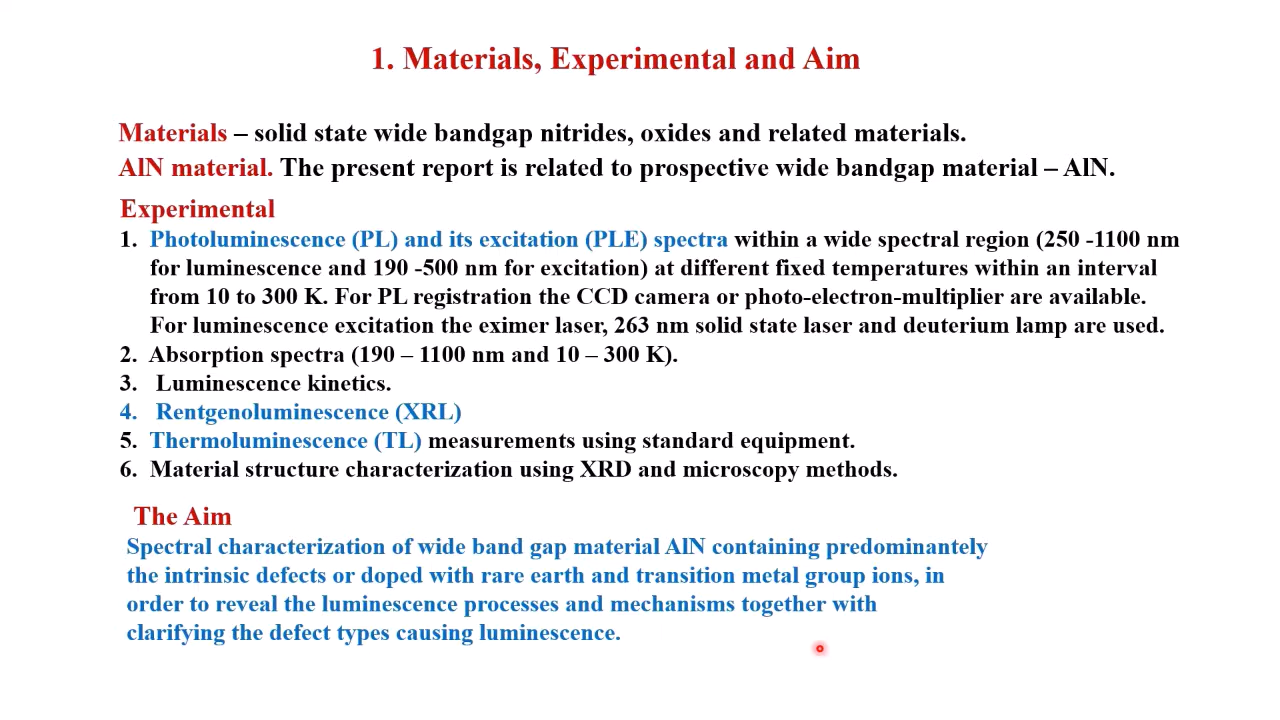 1. Materials, Experimental and Aim
Materials – solid state wide bandgap nitrides, oxides and related materials.
AlN material. The present report is related to prospective wide bandgap material – AlN.
Experimental
1. Photoluminescence (PL) and its excitation (PLE) spectra within a wide spectral region (250 -1100 nm
for luminescence and 190 -500 nm for excitation) at different fixed temperatures within an interval
from 10 to 300 K. For PL registration the CCD camera or photo-electron-multiplier are available.
For luminescence excitation the eximer laser, 263 nm solid state laser and deuterium lamp are used.
2. Absorption spectra (190 – 1100 nm and 10 – 300 K).
3. Luminescence kinetics.
4. Rentgenoluminescence (XRL)
5. Thermoluminescence (TL) measurements using standard equipment.
6. Material structure characterization using XRD and microscopy methods.
The Aim
Spectral characterization of wide band gap material AlN containing predominantely
the intrinsic defects or doped with rare earth and transition metal group ions, in
order to reveal the luminescence processes and mechanisms together with
clarifying the defect types causing luminescence.